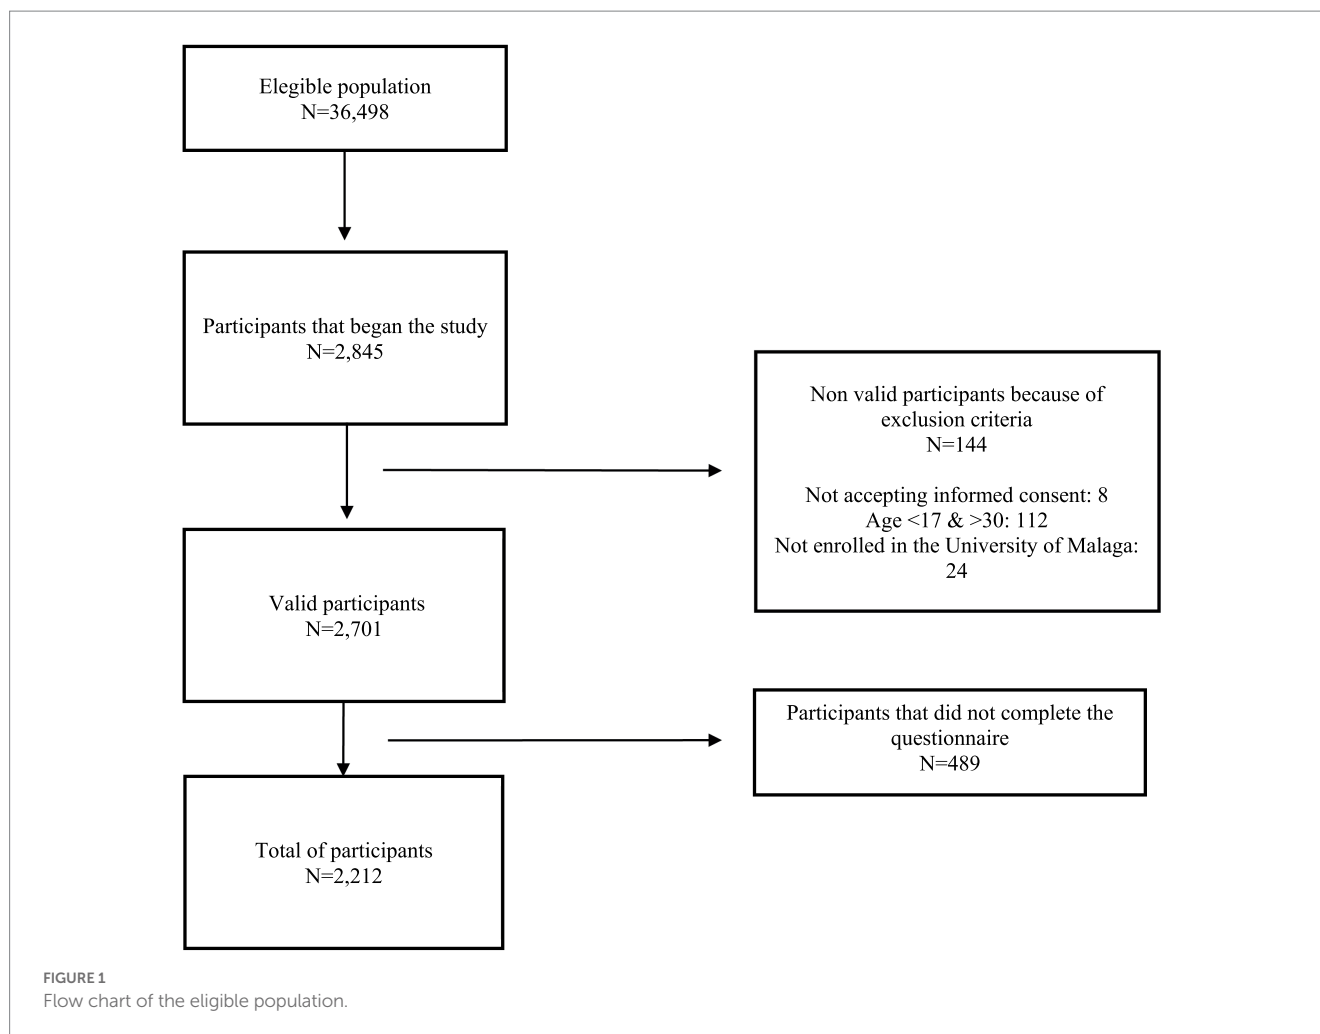 Elegible population
N=36,498
Participants that began the study
N=2,845
Non valid participants because of
exclusion criteria
N=144
Not accepting informed consent: 8
Age <17 & >30: 112
Not enrolled in the University of Malaga:
24
Valid participants
N=2,701
Participants that did not complete the
questionnaire
N=489
Total of participants
N=2,212
FIGURE 1
Flow chart of the eligible population.